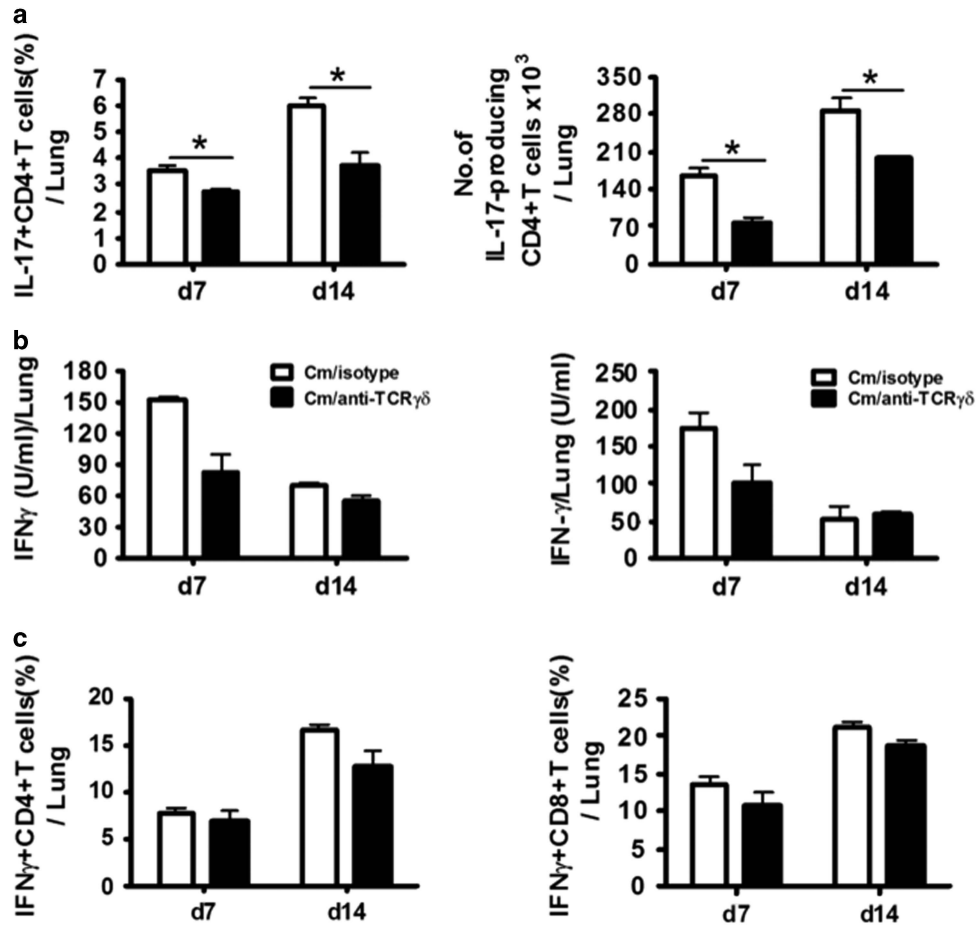 a
IL-17+CD4+T cells(%)
/ Lung
7
6
5
4
3
2
1
0
*
*
d7
d14
No.of
IL-17-producing
CD4+T cells x10³
/ Lung
350
280
210
140
70
0
*
*
d7
d14
b
IFNγ (U/ml)/Lung
180
150
120
90
60
30
0
Cm/isotype
Cm/anti-TCRγδ
d7
d14
IFN-γ/Lung (U/ml)
250
200
150
100
50
0
Cm/isotype
Cm/anti-TCRγδ
d7
d14
c
IFNγ+CD4+T cells(%)
/ Lung
20
15
10
5
0
d7
d14
IFNγ+CD8+T cells(%)
/ Lung
25
20
15
10
5
0
d7
d14